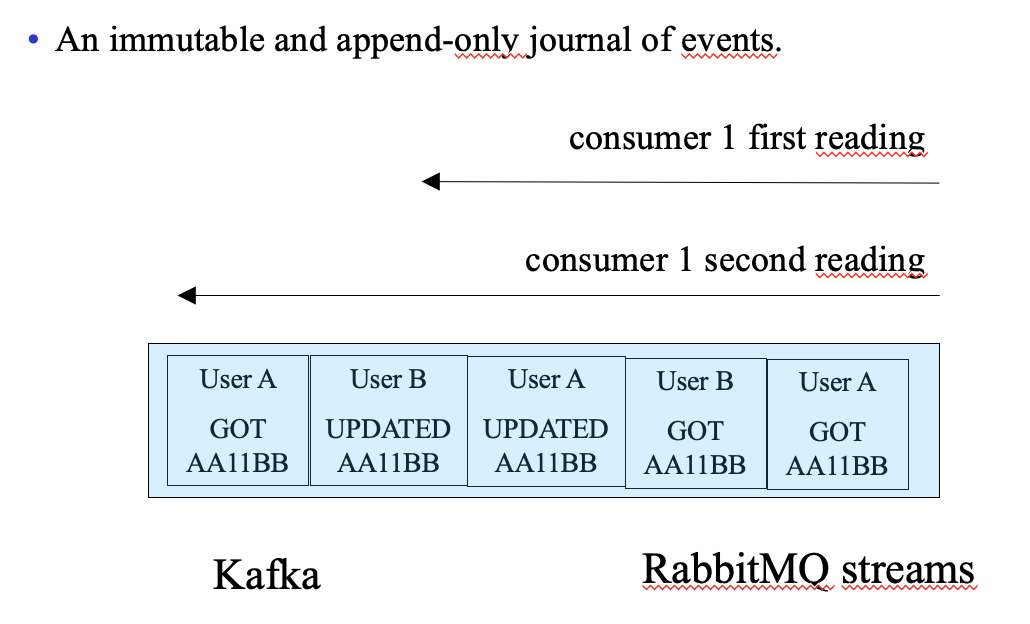 • An immutable and append-only journal of events.
consumer 1 first reading
consumer 1 second reading
User A
GOT
AA11BB
User B
UPDATED
AA11BB
User A
UPDATED
AA11BB
User B
GOT
AA11BB
User A
GOT
AA11BB
Kafka
RabbitMQ streams